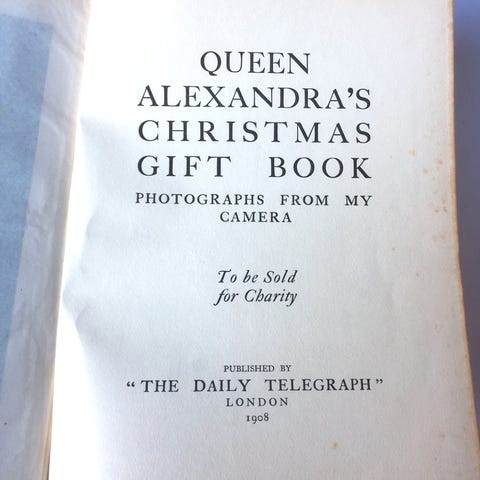 QUEEN
ALEXANDRA'S
CHRISTMAS
GIFT BOOK
PHOTOGRAPHS FROM MY
CAMERA
To be Sold
for Charity
PUBLISHED BY
“THE DAILY TELEGRAPH”
LONDON
1908